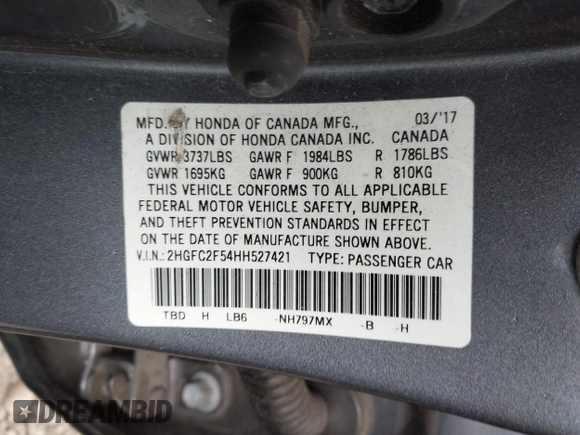 MFD. BY HONDA OF CANADA MFG., 03/'17
A DIVISION OF HONDA CANADA INC. CANADA
GVWR 3737LBS GAWR F 1984LBS R 1786LBS
GVWR 1695KG GAWR F 900KG R 810KG
THIS VEHICLE CONFORMS TO ALL APPLICABLE
FEDERAL MOTOR VEHICLE SAFETY, BUMPER,
AND THEFT PREVENTION STANDARDS IN EFFECT
ON THE DATE OF MANUFACTURE SHOWN ABOVE.
V.I.N.: 2HGFC2F54HH527421 TYPE: PASSENGER CAR
TBD H LB6 -NH797MX -B -H
DREAMBID